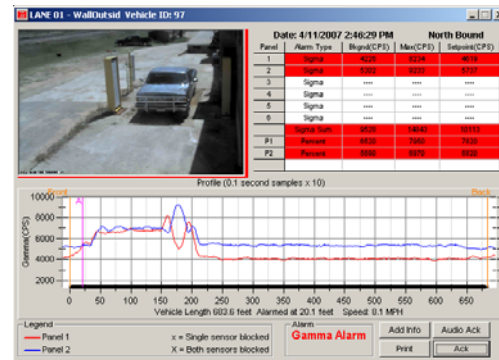 LANE 01 - WallOutsid Vehicle ID: 97
Date: 4/11/2007 2:46:29 PM North Bound
Panel Alarm Type Bkgnd(CPS) Max(CPS) Setpoint(CPS)
1 Sigma
2 Sigma
3 Sigma ---- ---- ----
4 Sigma ---- ---- ----
5 Sigma ---- ---- ----
6 Sigma ---- ---- ----
Sigma Sum
P1 Percent
P2 Percent
Profile (0.1 second samples x 10)
Front Back
Gamma(CPS)
10000
8000
6000
4000
2000
0 50 100 150 200 250 300 350 400 450 500 550 600 650
Vehicle Length 683.6 feet Alarmed at 20.1 feet Speed: 8.1 MPH
Legend
Panel 1 x = Single sensor blocked
Panel 2 X = Both sensors blocked
Alarm
Gamma Alarm
Add Info Audio Ack
Print Ack